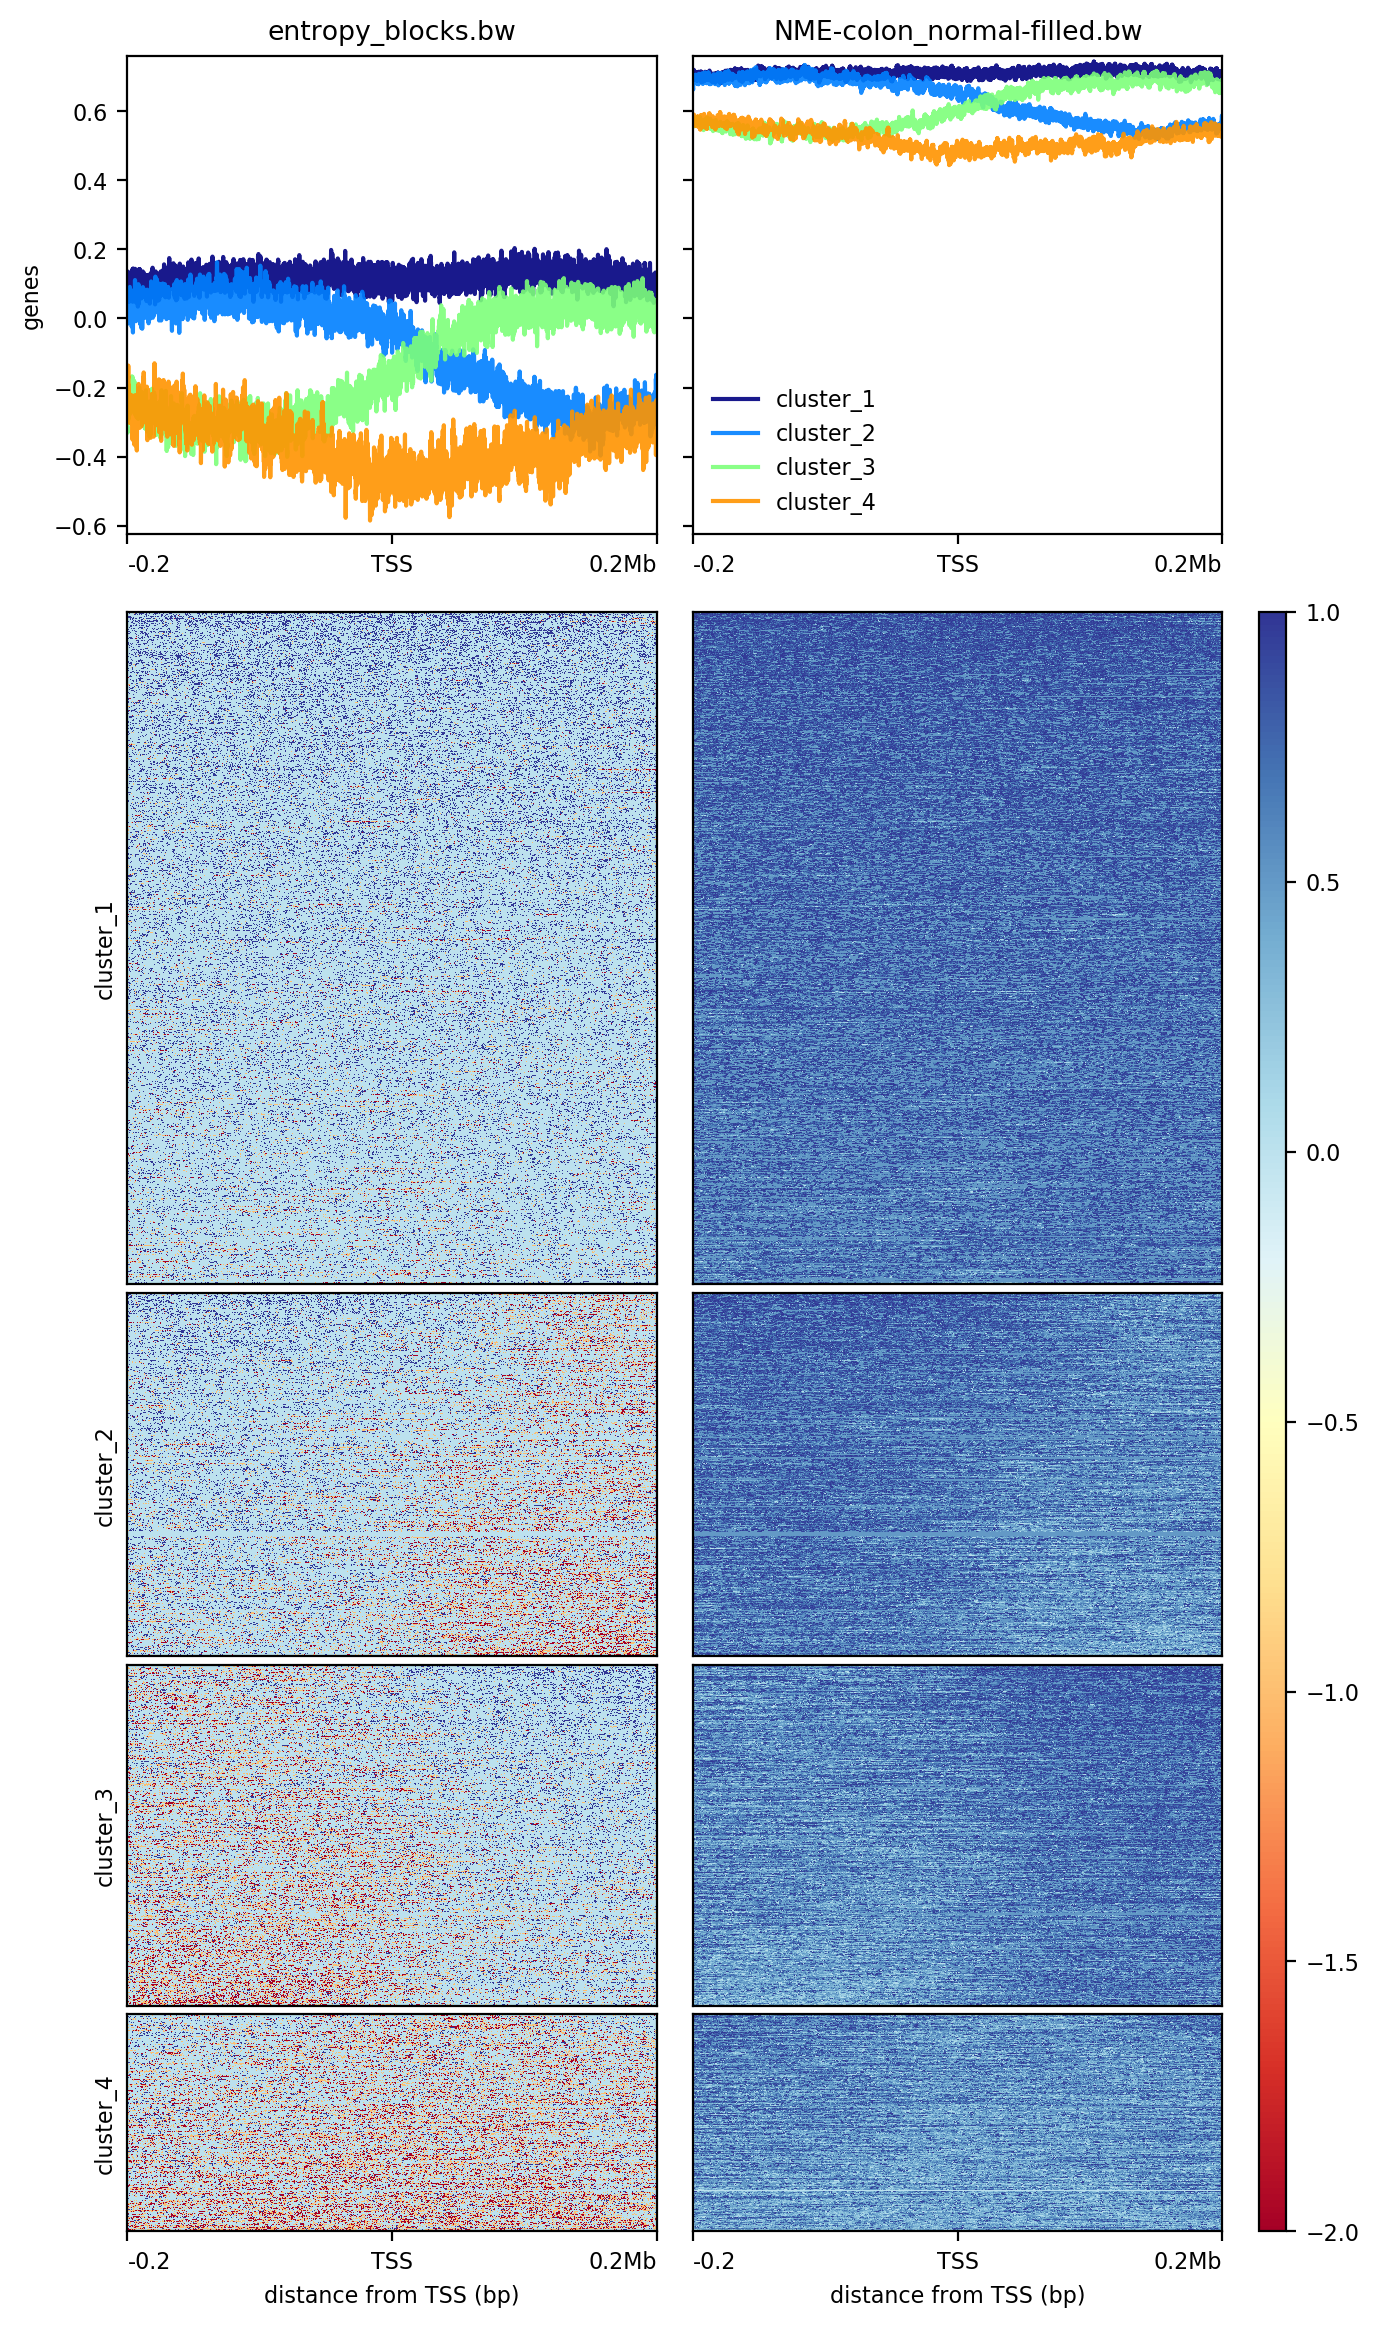 entropy_blocks.bw
NME-colon_normal-filled.bw
genes
0.6
0.4
0.2
0.0
−0.2
−0.4
−0.6
-0.2
TSS
0.2Mb
cluster_1
cluster_2
cluster_3
cluster_4
-0.2
TSS
0.2Mb
cluster_1
cluster_2
cluster_3
cluster_4
-0.2
TSS
0.2Mb
distance from TSS (bp)
-0.2
TSS
0.2Mb
distance from TSS (bp)
1.0
0.5
0.0
−0.5
−1.0
−1.5
−2.0